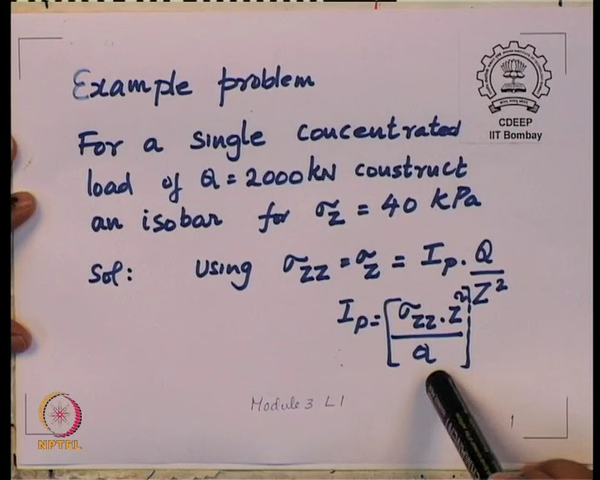 Example problem
CDEEP
IIT Bombay
For a single concentrated
load of Q = 2000 kN construct
an isobar for σz = 40 kPa
Sol: Using σzz = σz = Ip . Q / Z²
Ip = [σzz . z² / Q]
Module 3 L1
1
NPTEL